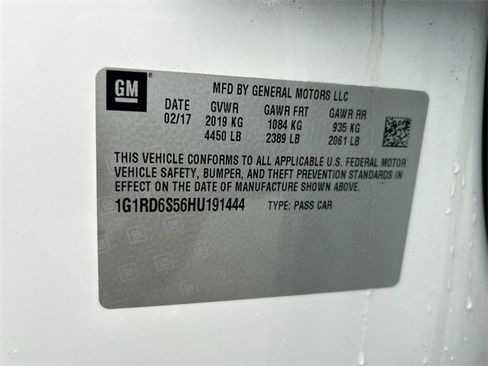 GM
MFD BY GENERAL MOTORS LLC
DATE GVWR GAWR FRT GAWR RR
02/17 2019 KG 1084 KG 935 KG
4450 LB 2389 LB 2061 LB
THIS VEHICLE CONFORMS TO ALL APPLICABLE U.S. FEDERAL MOTOR
VEHICLE SAFETY, BUMPER, AND THEFT PREVENTION STANDARDS IN
EFFECT ON THE DATE OF MANUFACTURE SHOWN ABOVE.
1G1RD6S56HU191444 TYPE: PASS CAR